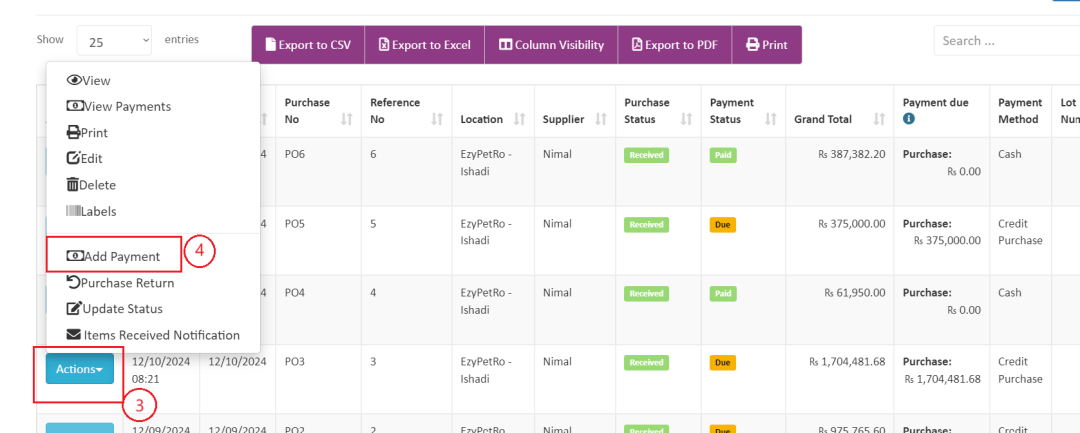 Show 25 entries
Export to CSV
Export to Excel
Column Visibility
Export to PDF
Print
Search ...
View
View Payments
Print
Edit
Delete
Labels
Add Payment
4
Purchase Return
Update Status
Items Received Notification
Purchase No
Reference No
Location
Supplier
Purchase Status
Payment Status
Grand Total
Payment due
Payment Method
Lot
4 PO6 6 EzyPetRo - Nimal Received Paid Rs 387,382.20 Purchase: Cash
Ishadi Rs 0.00
4 PO5 5 EzyPetRo - Nimal Received Due Rs 375,000.00 Purchase: Credit
Ishadi Rs 375,000.00 Purchase
4 PO4 4 EzyPetRo - Nimal Received Paid Rs 61,950.00 Purchase: Cash
Ishadi Rs 0.00
Actions 12/10/2024 12/10/2024 PO3 3 EzyPetRo - Nimal Received Due Rs 1,704,481.68 Purchase: Credit
08:21 Ishadi Rs 1,704,481.68 Purchase
3
12/09/2024 12/09/2024 PO2 2 EzyPetRo Nimal Received Due Rs 975,765.60 Purchase: Credit